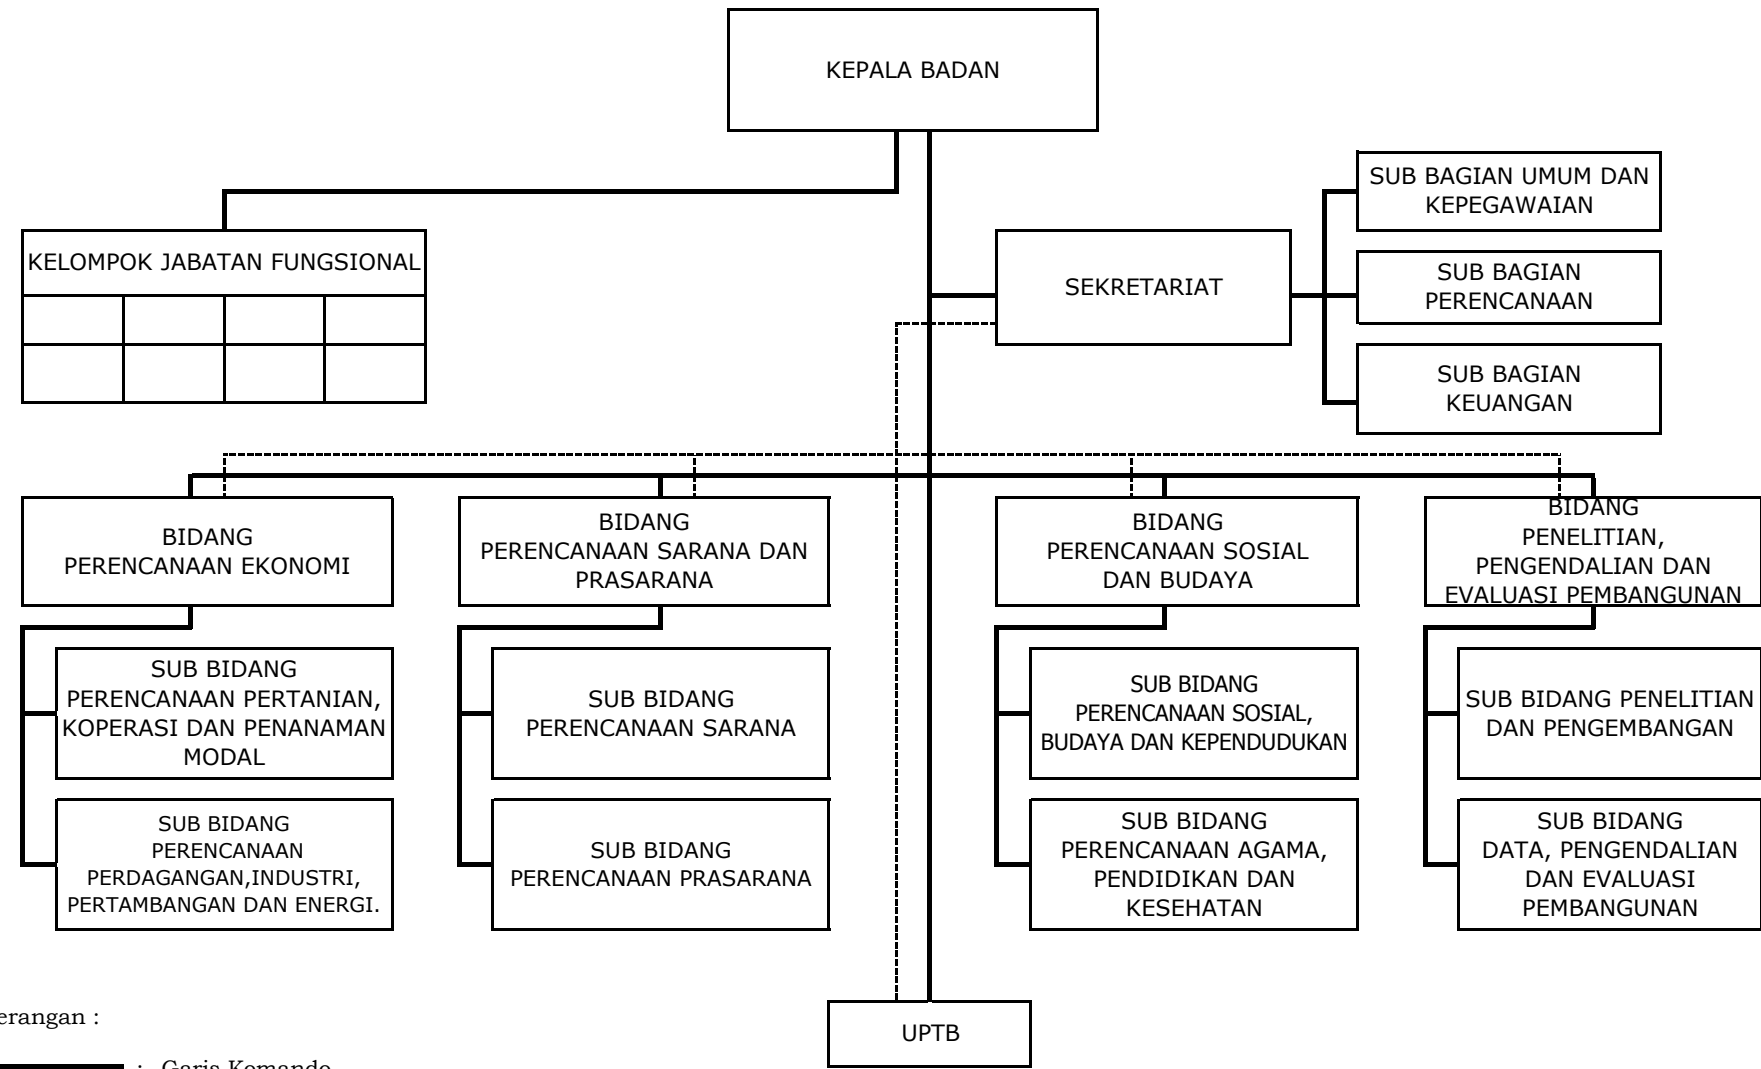 KEPALA BADAN
SUB BAGIAN UMUM DAN
KEPEGAWAIAN
KELOMPOK JABATAN FUNGSIONAL
SEKRETARIAT
SUB BAGIAN
PERENCANAAN
SUB BAGIAN
KEUANGAN
BIDANG
PERENCANAAN EKONOMI
BIDANG
PERENCANAAN SARANA DAN
PRASARANA
BIDANG
PERENCANAAN SOSIAL
DAN BUDAYA
BIDANG
PENELITIAN,
PENGENDALIAN DAN
EVALUASI PEMBANGUNAN
SUB BIDANG
PERENCANAAN PERTANIAN,
KOPERASI DAN PENANAMAN
MODAL
SUB BIDANG
PERENCANAAN SARANA
SUB BIDANG
PERENCANAAN SOSIAL,
BUDAYA DAN KEPENDUDUKAN
SUB BIDANG PENELITIAN
DAN PENGEMBANGAN
SUB BIDANG
PERENCANAAN
PERDAGANGAN,INDUSTRI,
PERTAMBANGAN DAN ENERGI.
SUB BIDANG
PERENCANAAN PRASARANA
SUB BIDANG
PERENCANAAN AGAMA,
PENDIDIKAN DAN
KESEHATAN
SUB BIDANG
DATA, PENGENDALIAN
DAN EVALUASI
PEMBANGUNAN
UPTB
erangan :
: Garis Komando